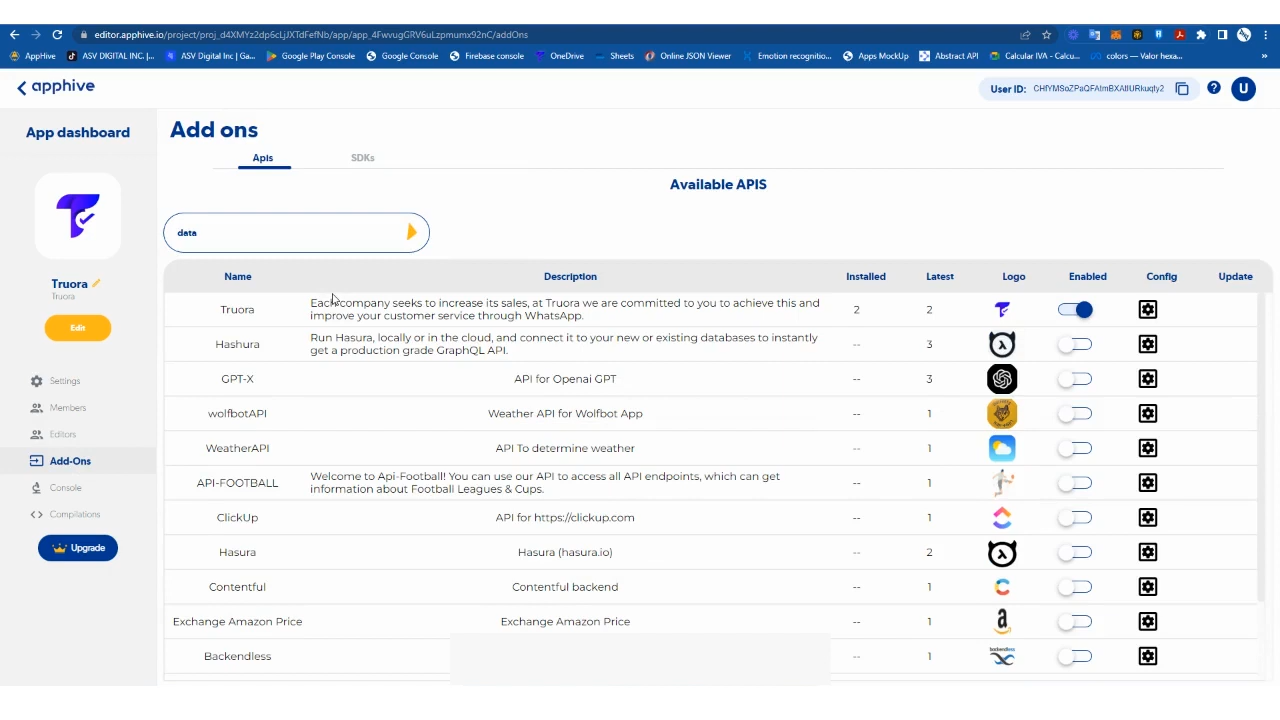 editor.apphive.io/project/proj_d4XMYz2dp6cLjJXTdFefNb/app/app_4FwvugGRV6uLzpmumx92nC/addOns
AppHive ASV DIGITAL INC. |... ASV Digital Inc | Ga... Google Play Console Google Console Firebase console OneDrive Sheets Online JSON Viewer Emotion recognitio... Apps MockUp Abstract API Calcular IVA - Calcu... colors — Valor hexa... »
apphive
User ID: U
App dashboard
Add ons
Apis SDKs
Available APIS
data
Name Description Installed Latest Logo Enabled Config Update
Truora Each company seeks to increase its sales, at Truora we are committed to you to achieve this and
improve your customer service through WhatsApp. 2 2
Hashura Run Hasura, locally or in the cloud, and connect it to your new or existing databases to instantly
get a production grade GraphQL API. -- 3
GPT-X API for Openai GPT -- 3
wolfbotAPI Weather API for Wolfbot App -- 1
WeatherAPI API To determine weather -- 1
API-FOOTBALL Welcome to Api-Football! You can use our API to access all API endpoints, which can get
information about Football Leagues & Cups. -- 1
ClickUp API for https://clickup.com -- 1
Hasura Hasura (hasura.io) -- 2
Contentful Contentful backend -- 1
Exchange Amazon Price Exchange Amazon Price -- 1
Backendless -- 1
backendless
Truora
Truora
Edit
Settings
Members
Editors
Add-Ons
Console
Compilations
Upgrade